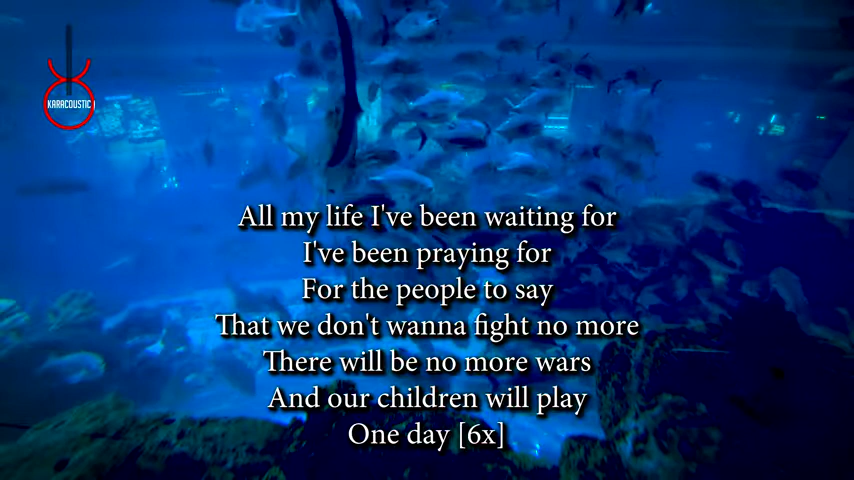 KARACOUSTIC
All my life I've been waiting for
I've been praying for
For the people to say
That we don't wanna fight no more
There will be no more wars
And our children will play
One day [6x]